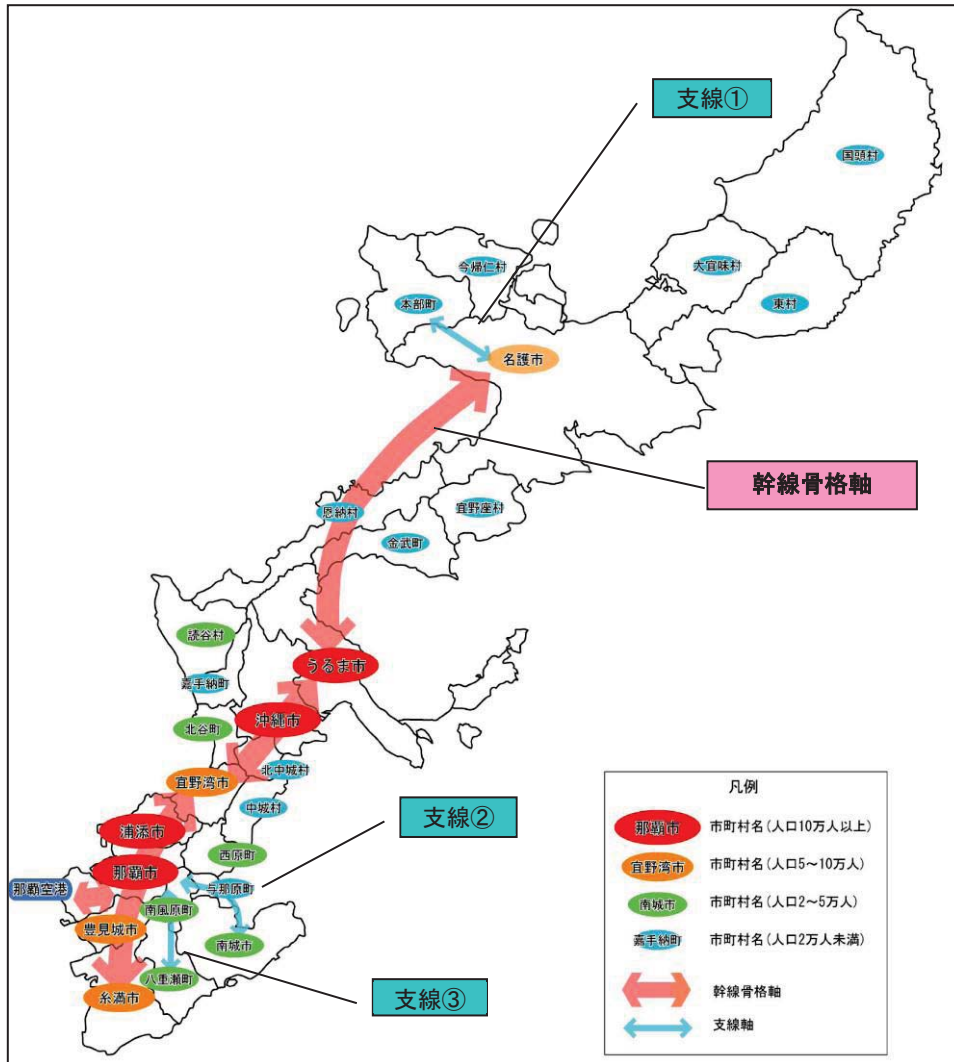 支線①
国頭村
今帰仁村
大宜味村
本部町
東村
名護市
幹線骨格軸
宜野座村
恩納村
金武町
読谷村
うるま市
嘉手納町
沖縄市
北谷町
北中城村
宜野湾市
中城村
支線②
浦添市
西原町
那覇市
那覇空港
与那原町
南風原町
豊見城市
南城市
八重瀬町
糸満市
支線③
凡例
那覇市 市町村名(人口10万人以上)
宜野湾市 市町村名(人口5~10万人)
南城市 市町村名(人口2~5万人)
嘉手納町 市町村名(人口2万人未満)
幹線骨格軸
支線軸